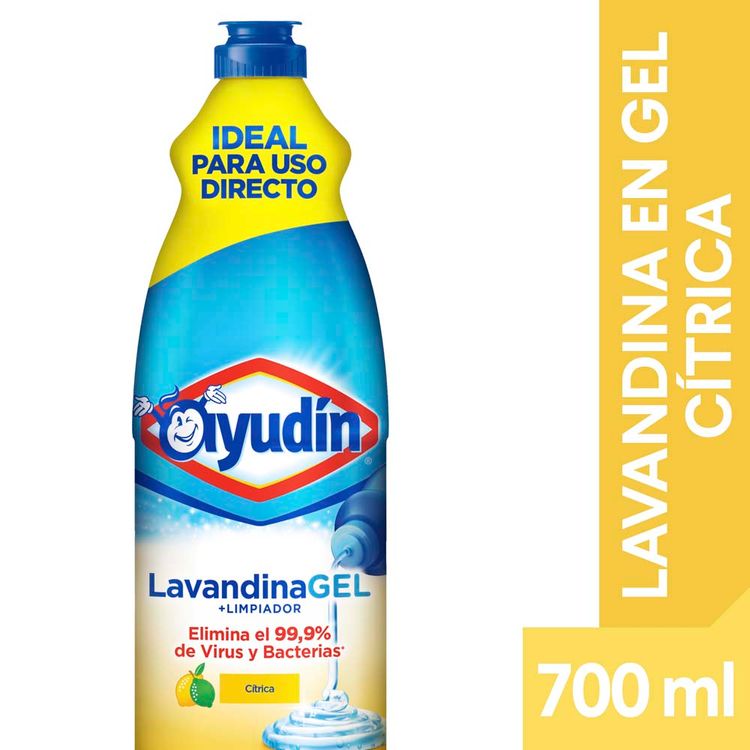 IDEAL
PARA USO
DIRECTO
Ayudín
®
LavandinaGEL
+LIMPIADOR
Elimina el 99,9%
de Virus y Bacterias*
Cítrica
LAVANDINA EN GEL
CÍTRICA
700 ml